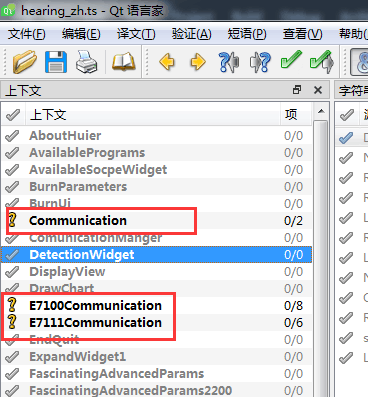 hearing_zh.ts - Qt 语言家
文件(F) 编辑(E) 译文(T) 验证(A) 短语(P) 查看(V) 帮助(
上下文 字符串
上下文 项
AboutHuier 0/0
AvailablePrograms 0/0
AvailableSocpeWidget 0/0
BurnParameters 0/0
BurnUi 0/0
Communication 0/2
ComunicationManger 0/0
DetectionWidget 0/0
DisplayView 0/0
DrawChart 0/0
E7100Communication 0/8
E7111Communication 0/6
EndQuit 0/0
ExpandWidget1 0/0
FascinatingAdvancedParams 0/0
FascinatingAdvancedParams2200 0/0